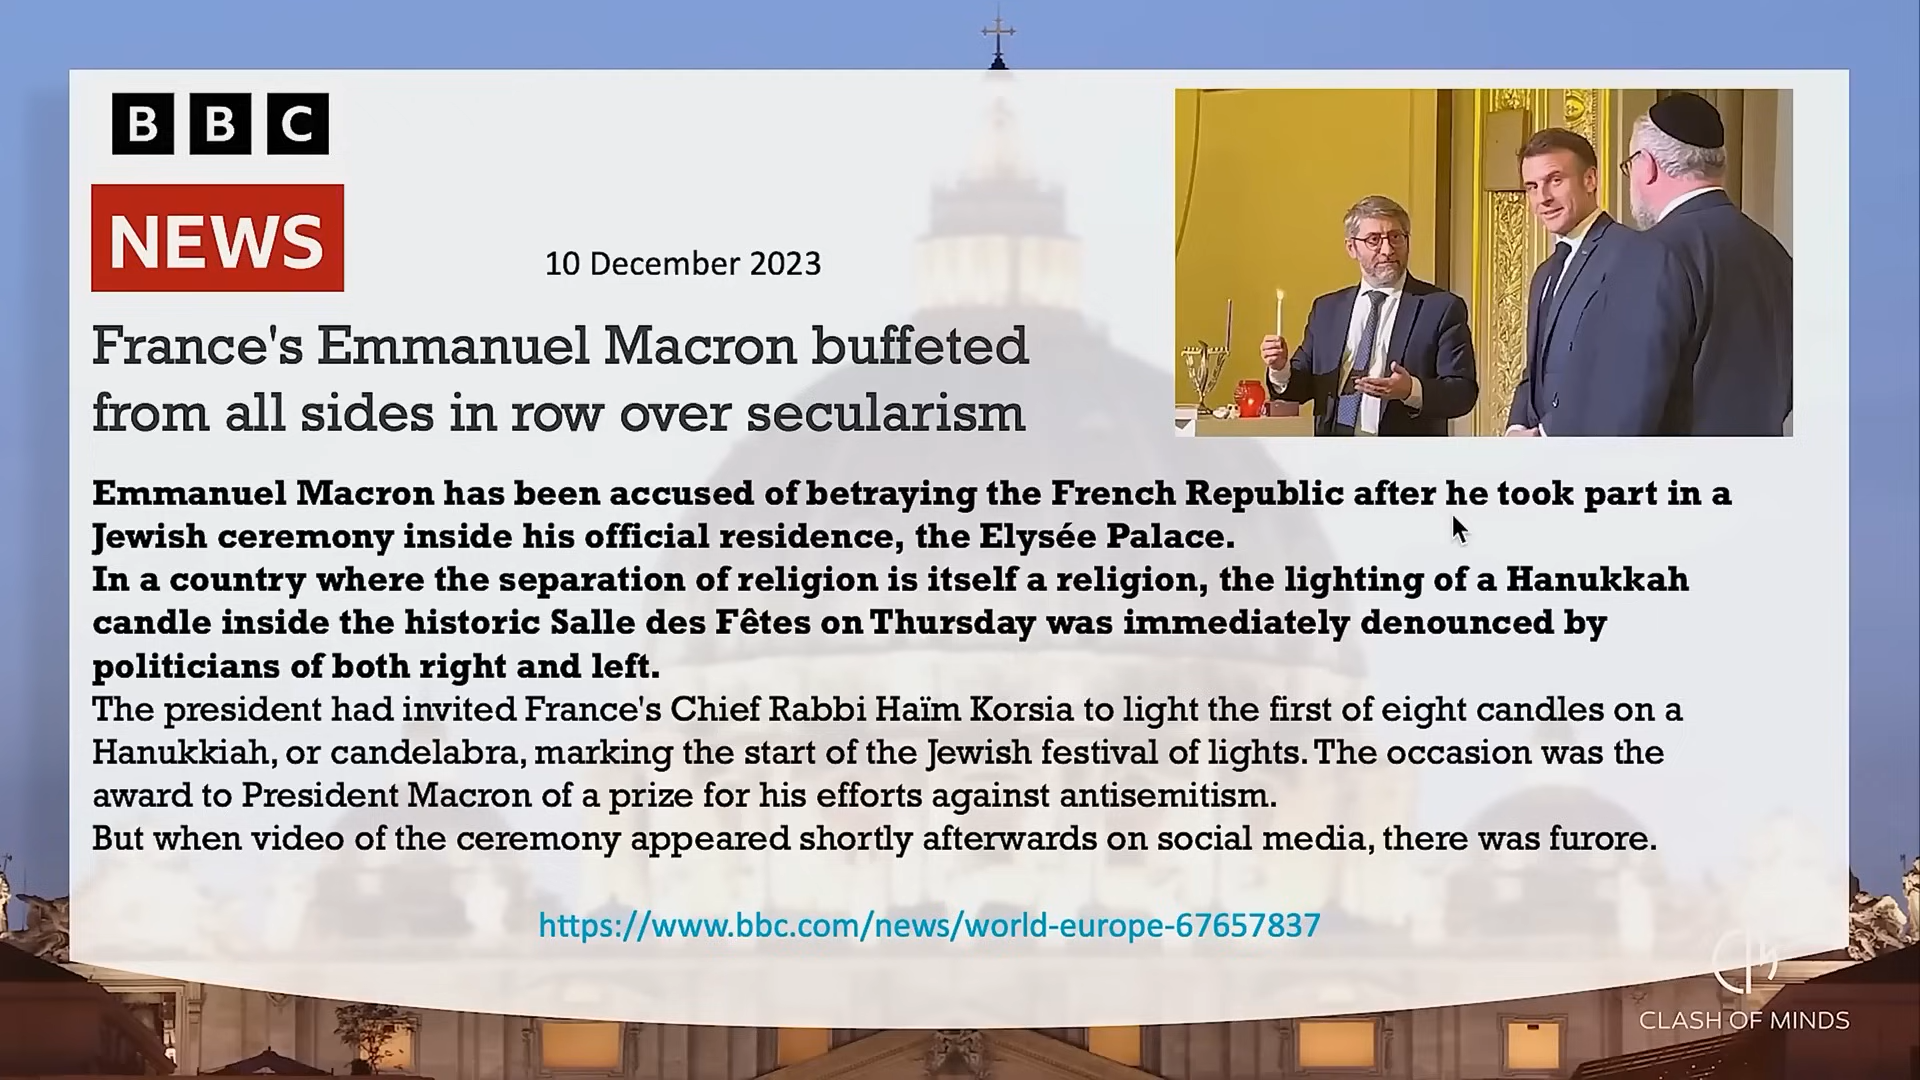 BBC
NEWS
10 December 2023
France's Emmanuel Macron buffeted
from all sides in row over secularism
Emmanuel Macron has been accused of betraying the French Republic after he took part in a
Jewish ceremony inside his official residence, the Elysée Palace.
In a country where the separation of religion is itself a religion, the lighting of a Hanukkah
candle inside the historic Salle des Fêtes on Thursday was immediately denounced by
politicians of both right and left.
The president had invited France's Chief Rabbi Haïm Korsia to light the first of eight candles on a
Hanukkiah, or candelabra, marking the start of the Jewish festival of lights. The occasion was the
award to President Macron of a prize for his efforts against antisemitism.
But when video of the ceremony appeared shortly afterwards on social media, there was furore.
https://www.bbc.com/news/world-europe-67657837
CLASH OF MINDS